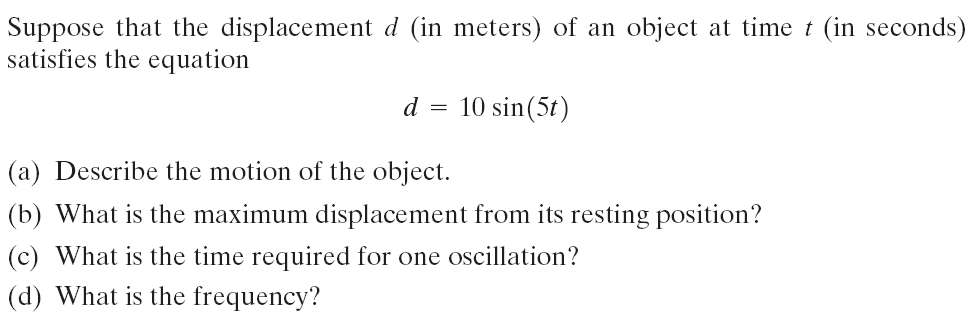 Suppose that the displacement d (in meters) of an object at time t (in seconds)
satisfies the equation
d = 10 sin(5t)
(a) Describe the motion of the object.
(b) What is the maximum displacement from its resting position?
(c) What is the time required for one oscillation?
(d) What is the frequency?